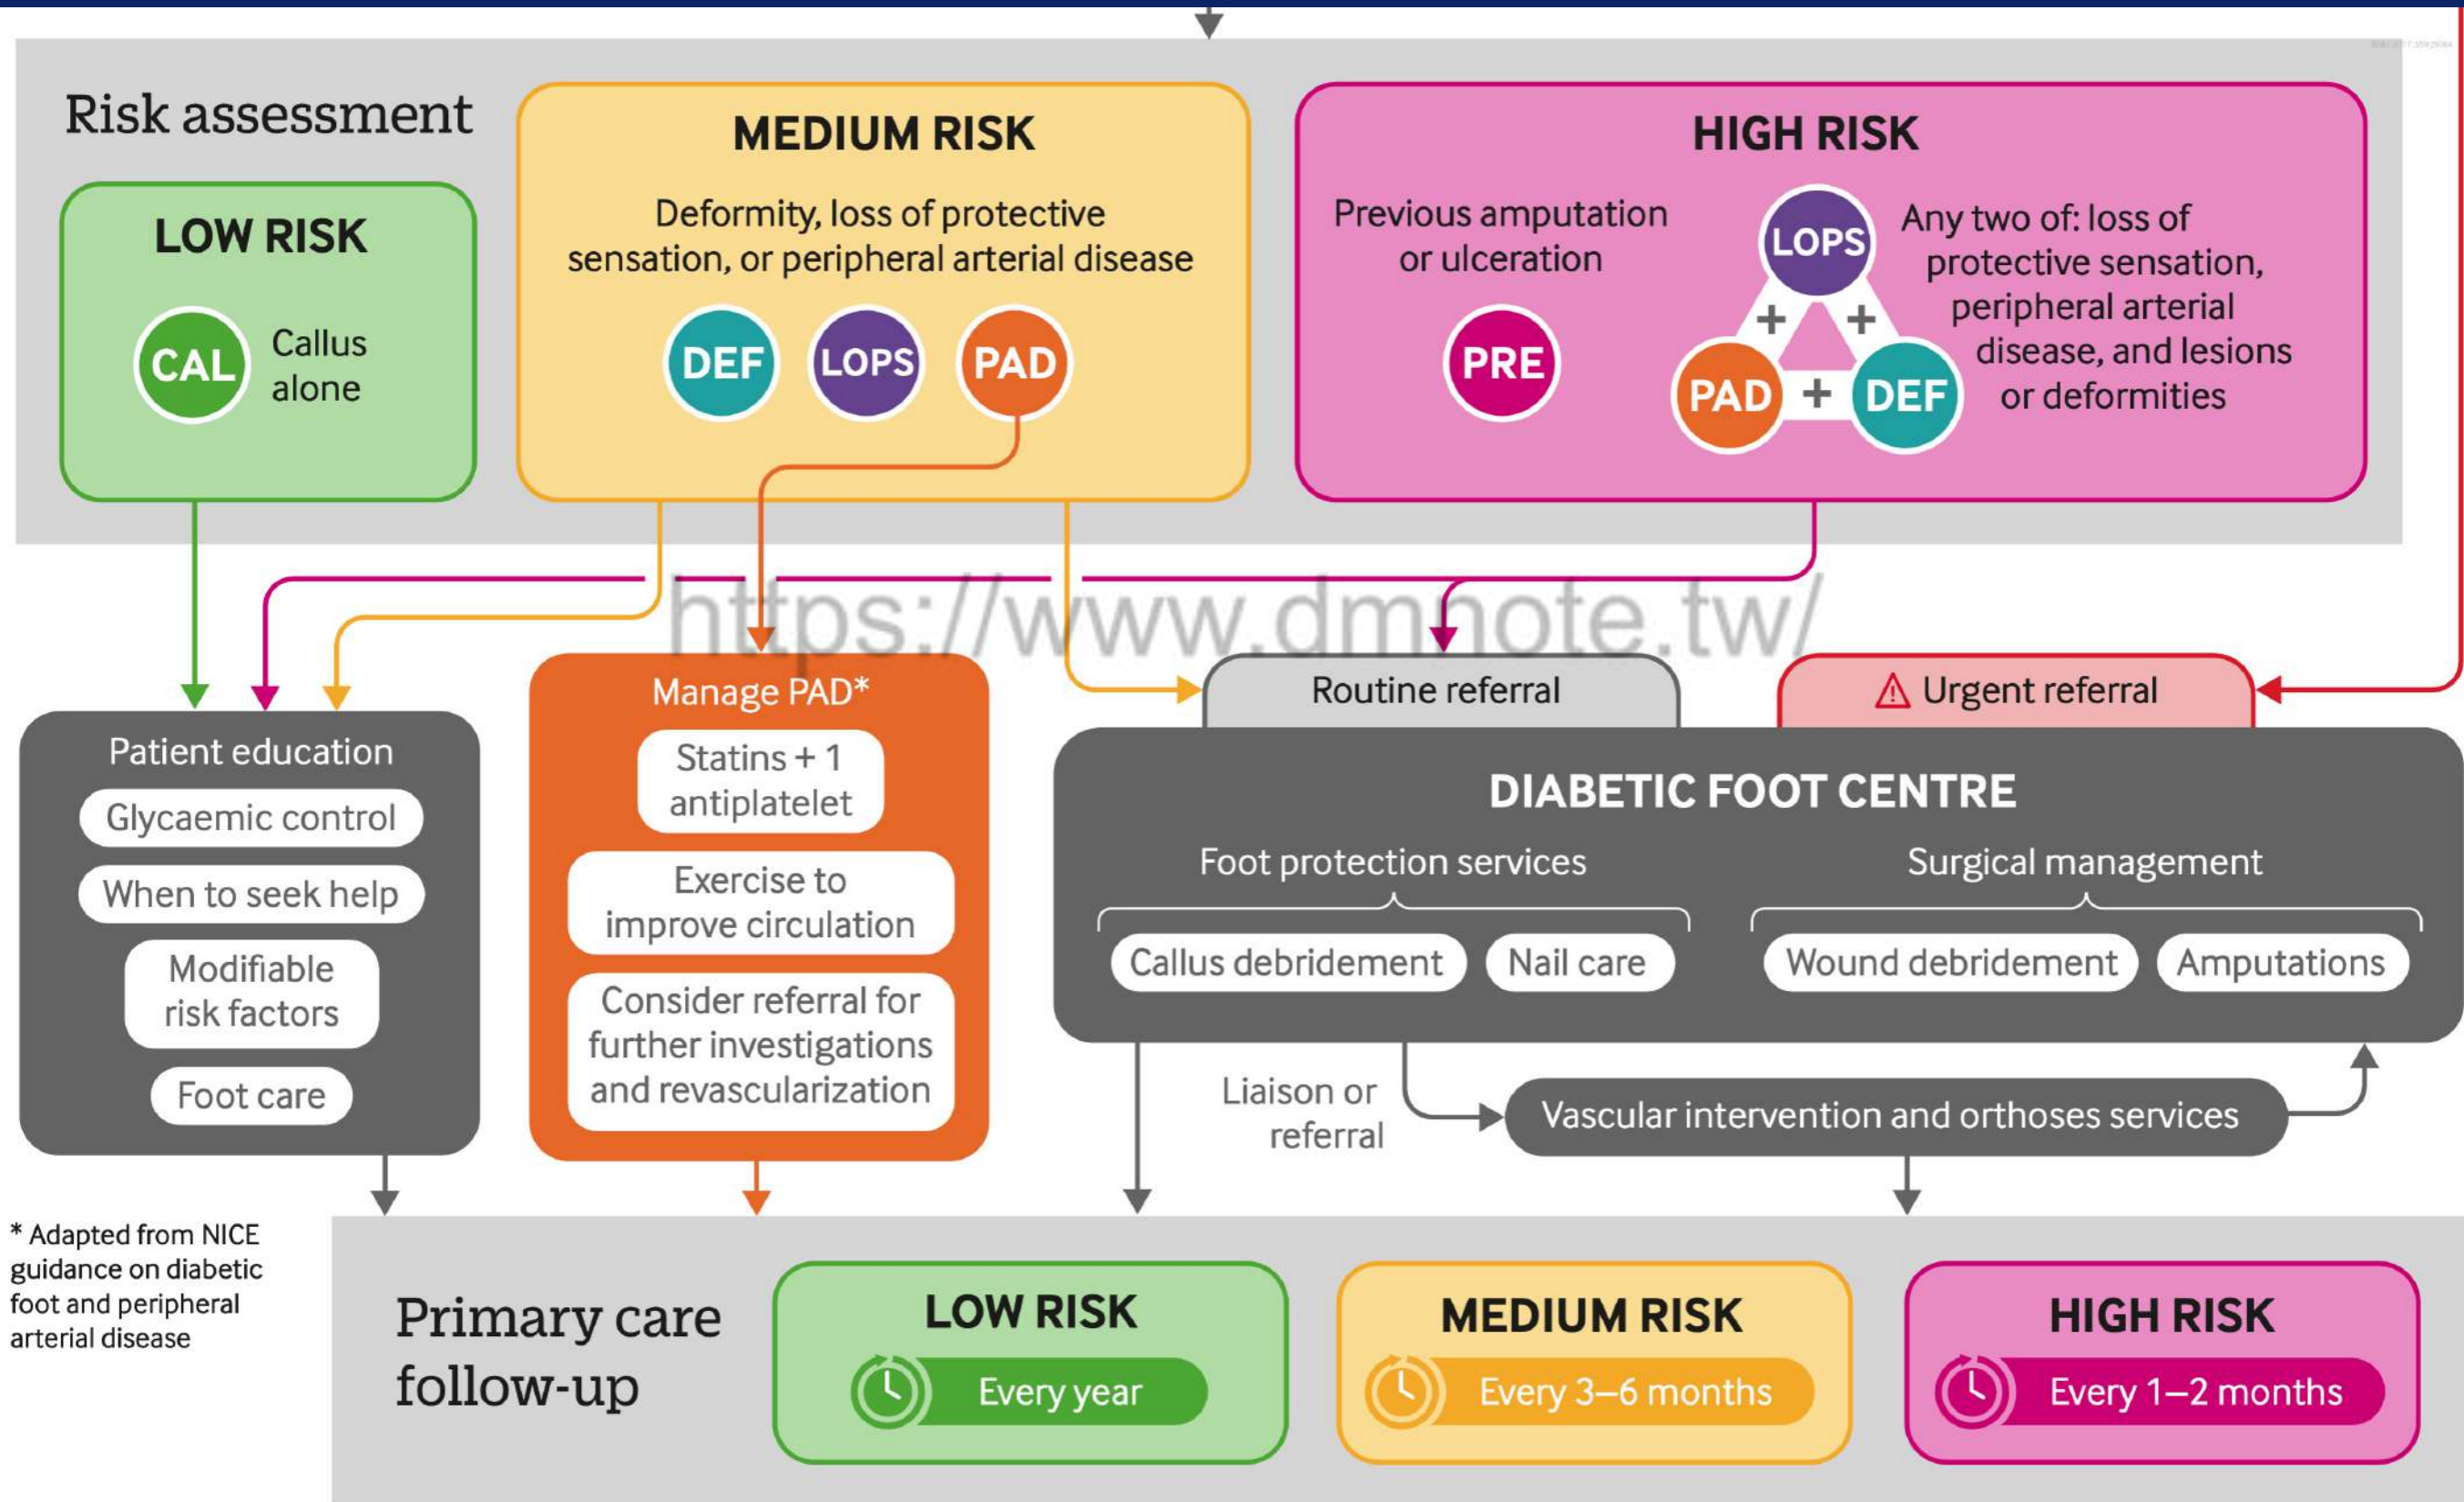 Risk assessment
LOW RISK
CAL
Callus
alone
MEDIUM RISK
Deformity, loss of protective
sensation, or peripheral arterial disease
DEF
LOPS
PAD
HIGH RISK
Previous amputation
or ulceration
PRE
LOPS
+
+
PAD
+
DEF
Any two of: loss of
protective sensation,
peripheral arterial
disease, and lesions
or deformities
https://www.dmnote.tw/
Patient education
Glycaemic control
When to seek help
Modifiable
risk factors
Foot care
Manage PAD*
Statins + 1
antiplatelet
Exercise to
improve circulation
Consider referral for
further investigations
and revascularization
Routine referral
Urgent referral
DIABETIC FOOT CENTRE
Foot protection services
Callus debridement
Nail care
Surgical management
Wound debridement
Amputations
Liaison or
referral
Vascular intervention and orthoses services
* Adapted from NICE
guidance on diabetic
foot and peripheral
arterial disease
Primary care
follow-up
LOW RISK
Every year
MEDIUM RISK
Every 3–6 months
HIGH RISK
Every 1–2 months